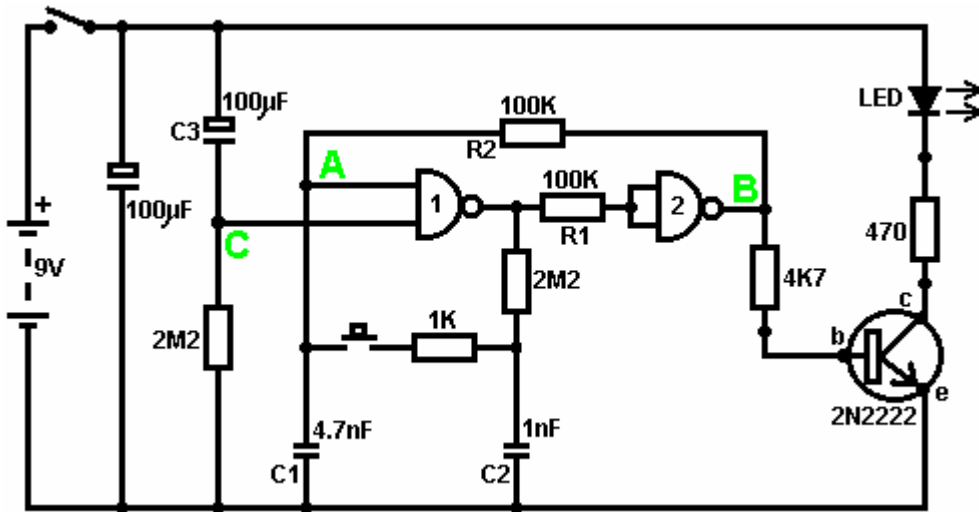 100µF
C3
100K
R2
LED
A
1
100K
R1
2
B
100µF
C
+
9V
2M2
2M2
1K
4K7
470
c
b
e
2N2222
4.7nF
C1
1nF
C2